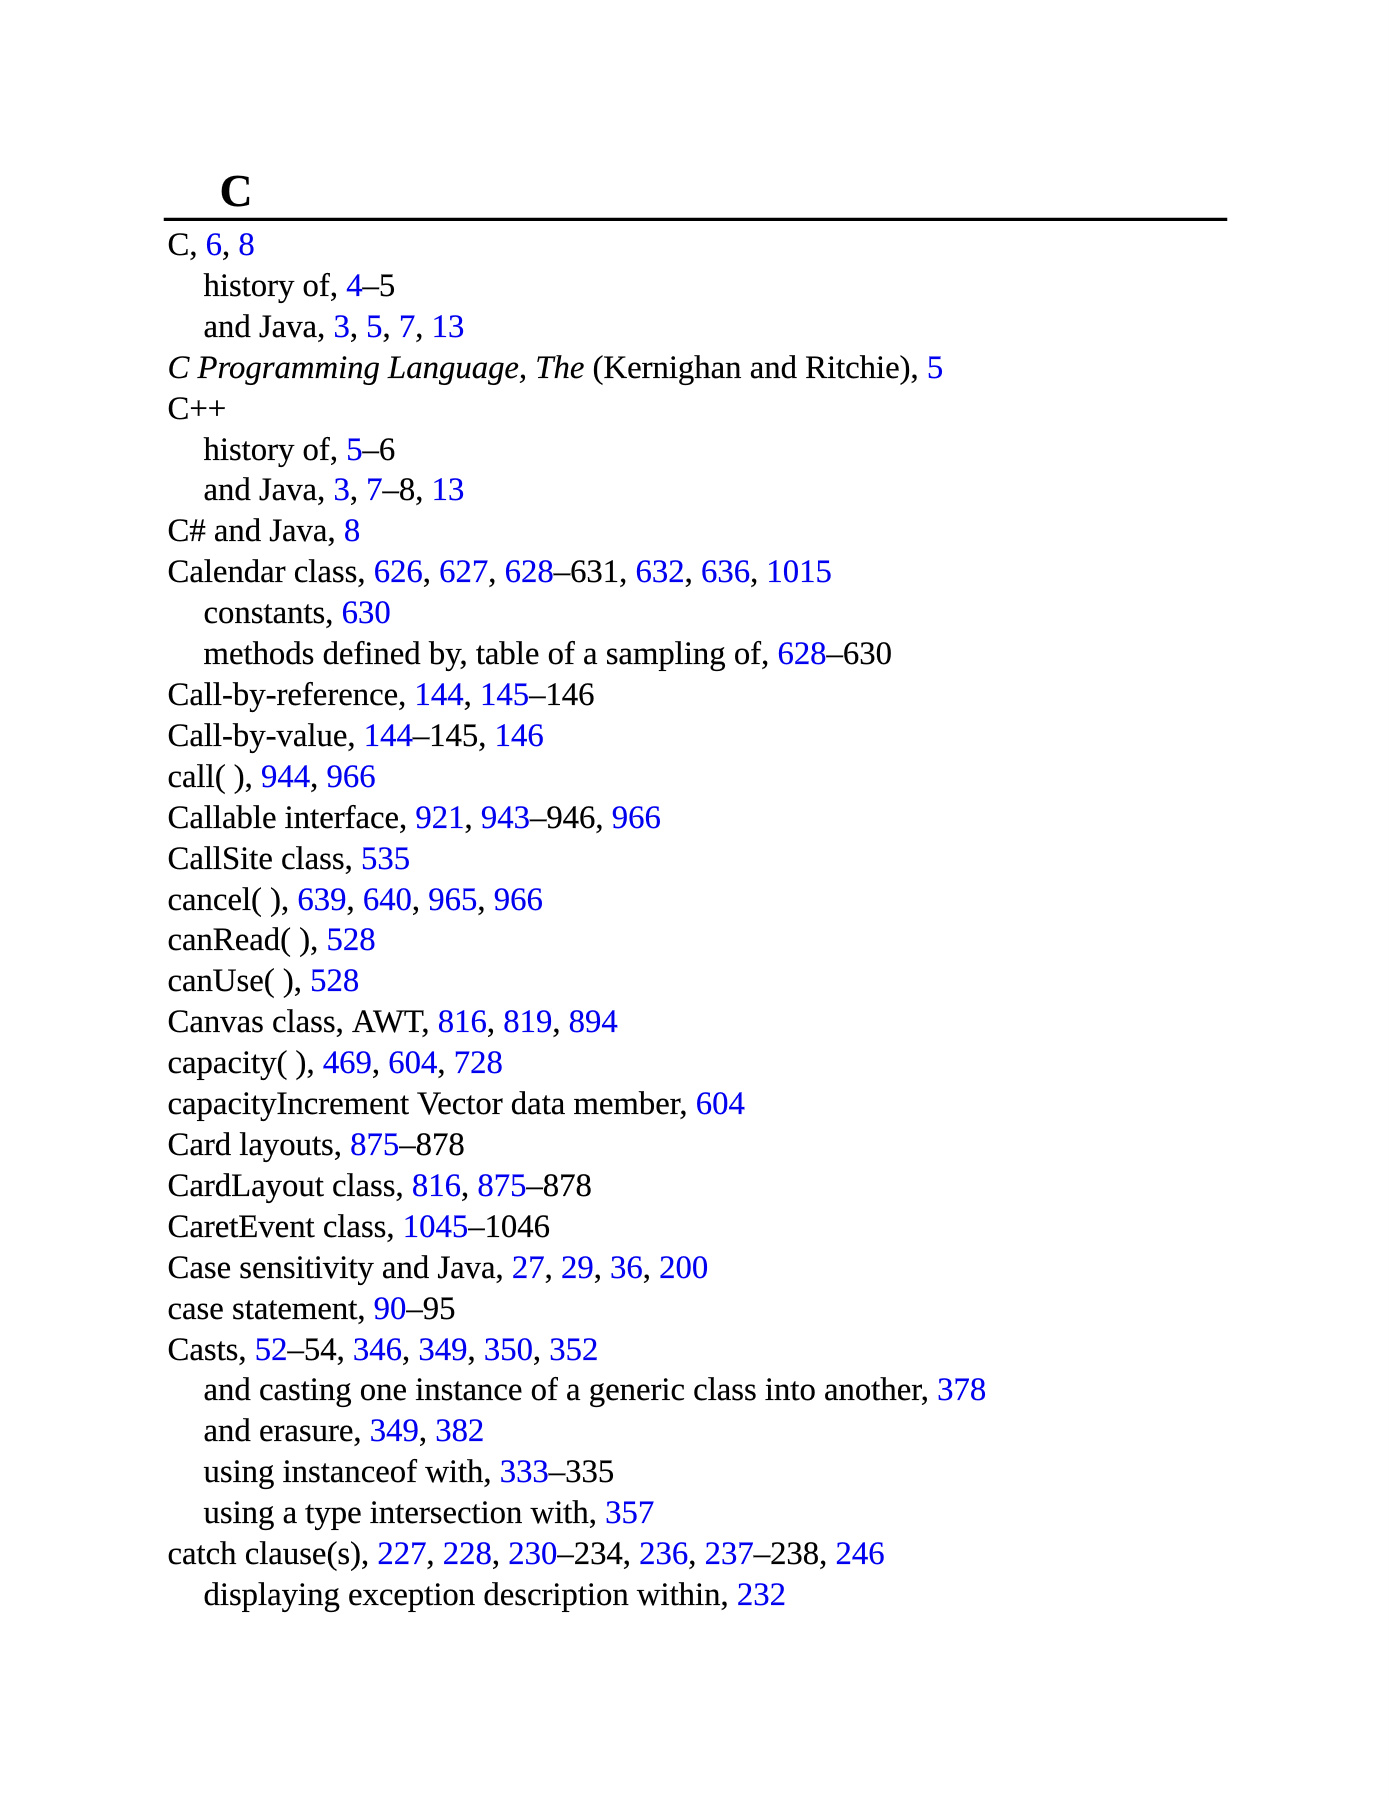 C
C, 6, 8
history of, 4–5
and Java, 3, 5, 7, 13
C Programming Language, The (Kernighan and Ritchie), 5
C++
history of, 5–6
and Java, 3, 7–8, 13
C# and Java, 8
Calendar class, 626, 627, 628–631, 632, 636, 1015
constants, 630
methods defined by, table of a sampling of, 628–630
Call-by-reference, 144, 145–146
Call-by-value, 144–145, 146
call( ), 944, 966
Callable interface, 921, 943–946, 966
CallSite class, 535
cancel( ), 639, 640, 965, 966
canRead( ), 528
canUse( ), 528
Canvas class, AWT, 816, 819, 894
capacity( ), 469, 604, 728
capacityIncrement Vector data member, 604
Card layouts, 875–878
CardLayout class, 816, 875–878
CaretEvent class, 1045–1046
Case sensitivity and Java, 27, 29, 36, 200
case statement, 90–95
Casts, 52–54, 346, 349, 350, 352
and casting one instance of a generic class into another, 378
and erasure, 349, 382
using instanceof with, 333–335
using a type intersection with, 357
catch clause(s), 227, 228, 230–234, 236, 237–238, 246
displaying exception description within, 232